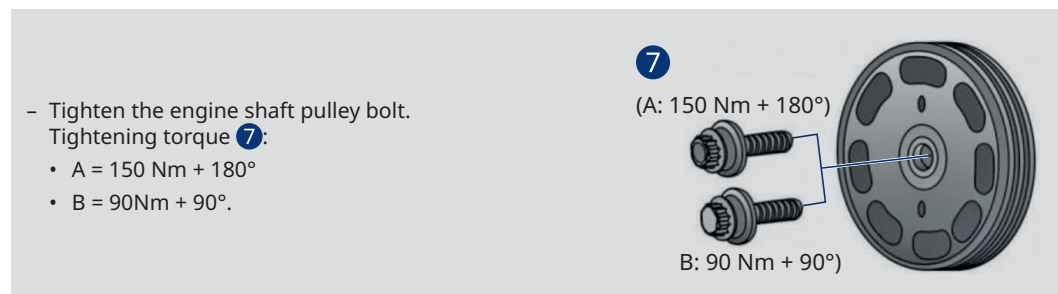 – Tighten the engine shaft pulley bolt.
Tightening torque 7:
• A = 150 Nm + 180°
• B = 90Nm + 90°.
7
(A: 150 Nm + 180°)
B: 90 Nm + 90°)